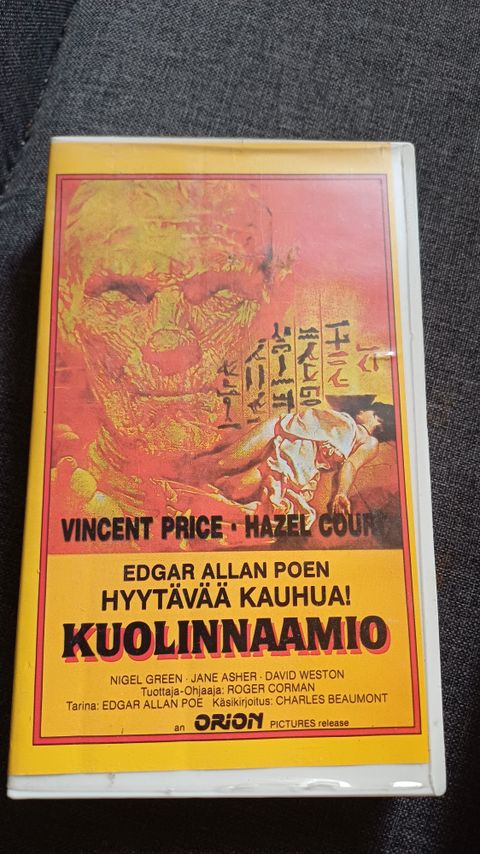 VINCENT PRICE · HAZEL COURT
EDGAR ALLAN POEN
HYYTÄVÄÄ KAUHUA!
KUOLINNAAMIO
NIGEL GREEN · JANE ASHER · DAVID WESTON
Tuottaja-Ohjaaja: ROGER CORMAN
Tarina: EDGAR ALLAN POE Käsikirjoitus: CHARLES BEAUMONT
an ORION PICTURES release